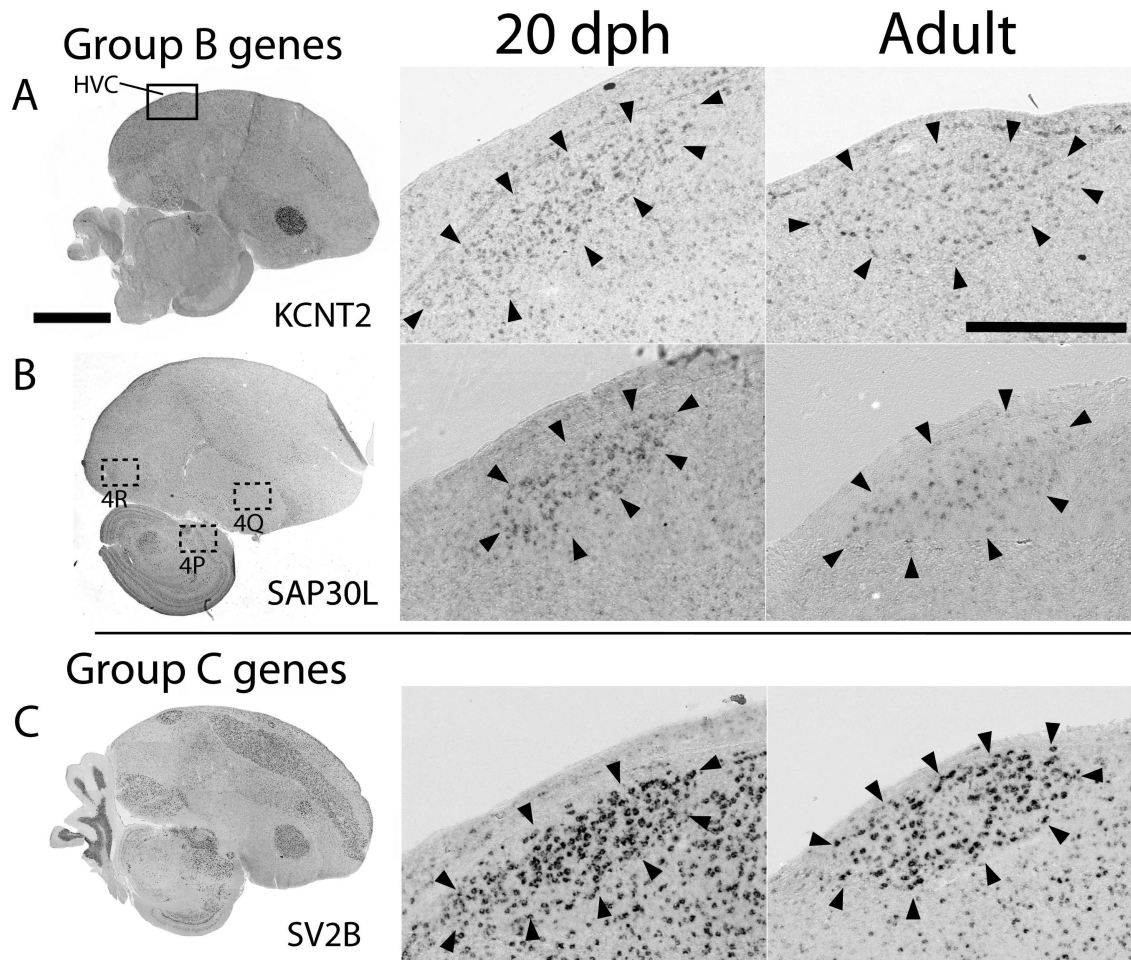 Group B genes
20 dph
Adult
A
HVC
KCNT2
B
4R
4Q
4P
SAP30L
Group C genes
C
SV2B